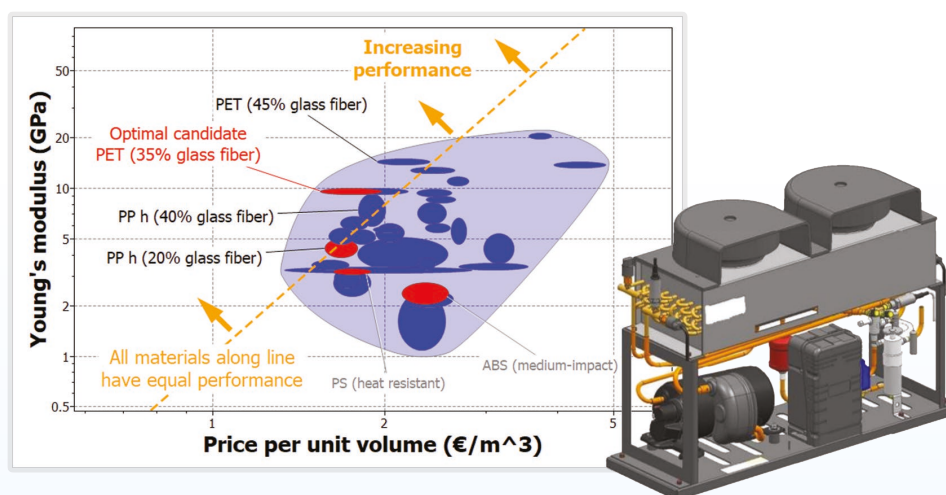 Increasing
performance
PET (45% glass fiber)
Optimal candidate
PET (35% glass fiber)
PP h (40% glass fiber)
PP h (20% glass fiber)
All materials along line
have equal performance
PS (heat resistant)
ABS (medium-impact)
Young's modulus (GPa)
50
20
10
5
2
1
0.5
1
2
5
Price per unit volume (€/m^3)